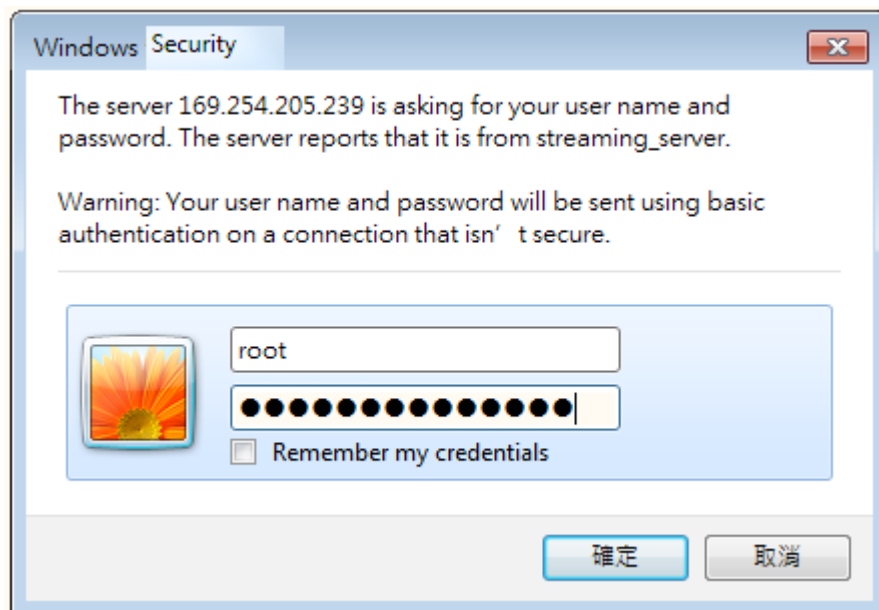 Windows Security
The server 169.254.205.239 is asking for your user name and
password. The server reports that it is from streaming_server.
Warning: Your user name and password will be sent using basic
authentication on a connection that isn’ t secure.
root
●●●●●●●●●●●●●●
Remember my credentials
確定 取消